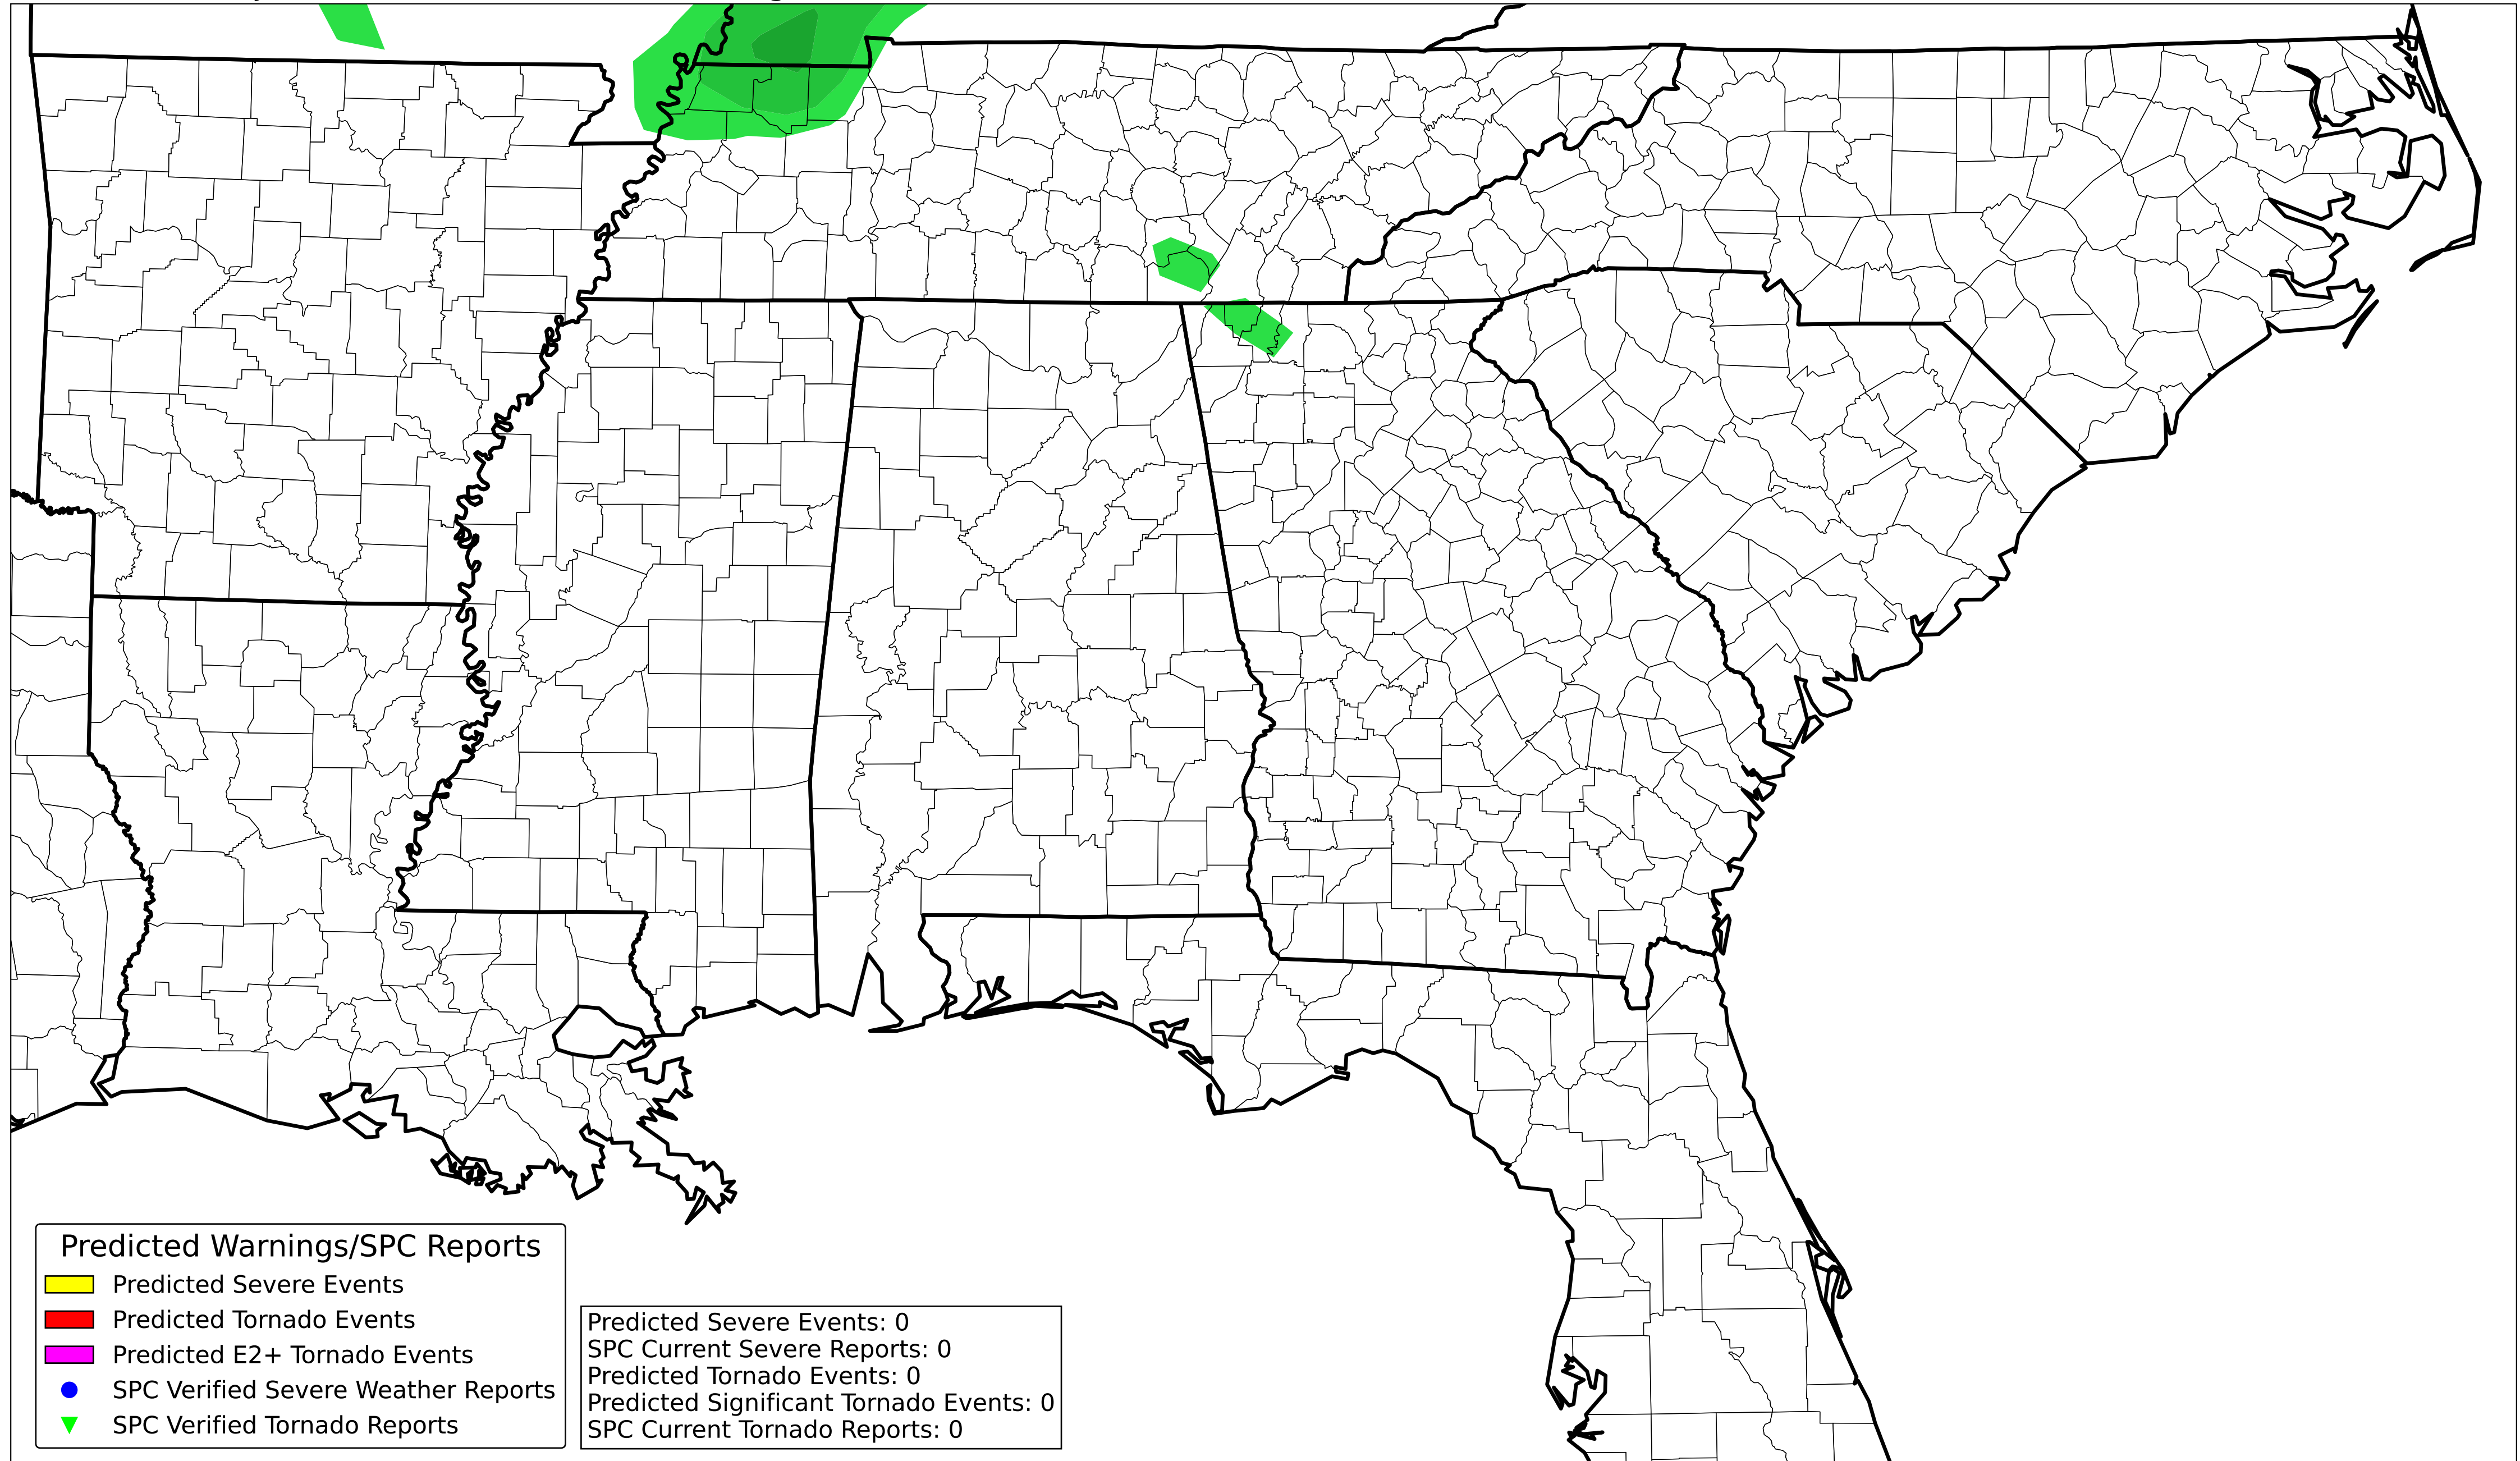 Predicted Warnings/SPC Reports
Predicted Severe Events
Predicted Tornado Events
Predicted E2+ Tornado Events
SPC Verified Severe Weather Reports
SPC Verified Tornado Reports
Predicted Severe Events: 0
SPC Current Severe Reports: 0
Predicted Tornado Events: 0
Predicted Significant Tornado Events: 0
SPC Current Tornado Reports: 0